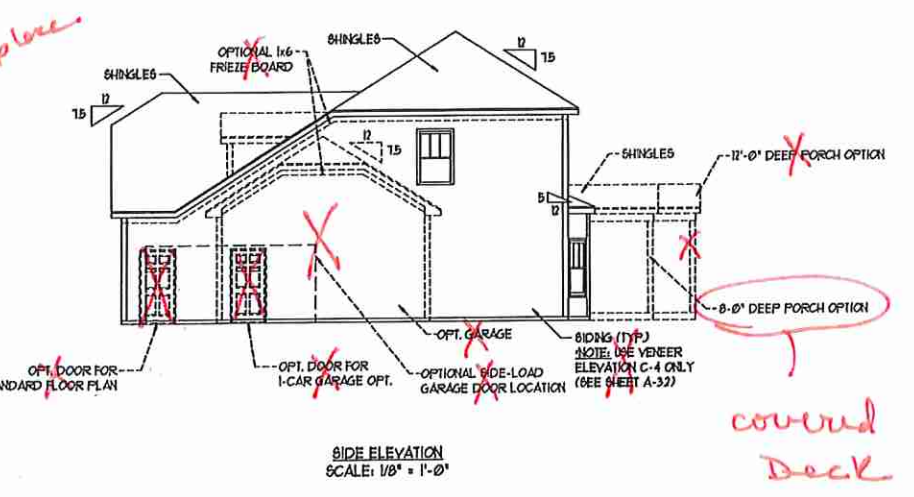 place.
OPTIONAL 1x6
FRIEZE BOARD
SHINGLES
SHINGLES
12
7.5
12
7.5
12
7.5
SHINGLES
12'-0" DEEP PORCH OPTION
5
12
8'-0" DEEP PORCH OPTION
OPT. GARAGE
SIDING (TYP.)
NOTE: USE VENEER
ELEVATION C-4 ONLY
(SEE SHEET A-3.2)
OPT. DOOR FOR
NDARD FLOOR PLAN
OPT. DOOR FOR
1-CAR GARAGE OPT.
OPTIONAL SIDE-LOAD
GARAGE DOOR LOCATION
covered
Deck
SIDE ELEVATION
SCALE: 1/8" = 1'-0"